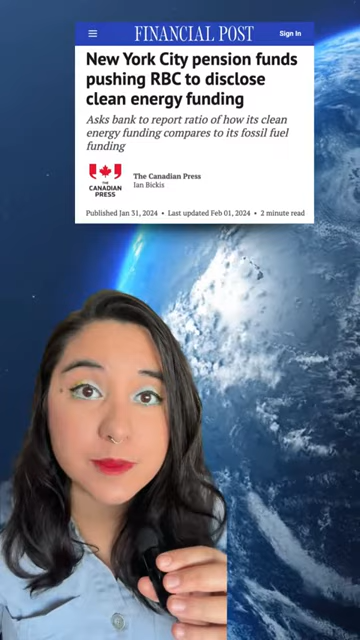 FINANCIAL POST
Sign In
New York City pension funds
pushing RBC to disclose
clean energy funding
Asks bank to report ratio of how its clean
energy funding compares to its fossil fuel
funding
THE
CANADIAN
PRESS
The Canadian Press
Ian Bickis
Published Jan 31, 2024 • Last updated Feb 01, 2024 • 2 minute read